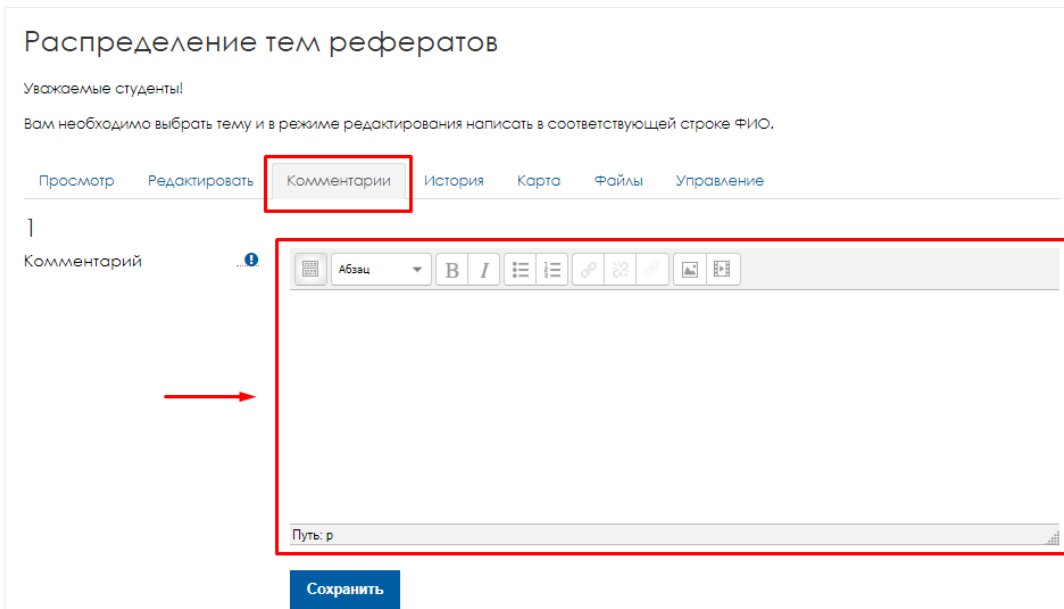 Распределение тем рефератов
Уважаемые студенты!
Вам необходимо выбрать тему и в режиме редактирования написать в соответствующей строке ФИО.
Просмотр Редактировать Комментарии История Карта Файлы Управление
1
Комментарий
Абзац B I
Путь: p
Сохранить